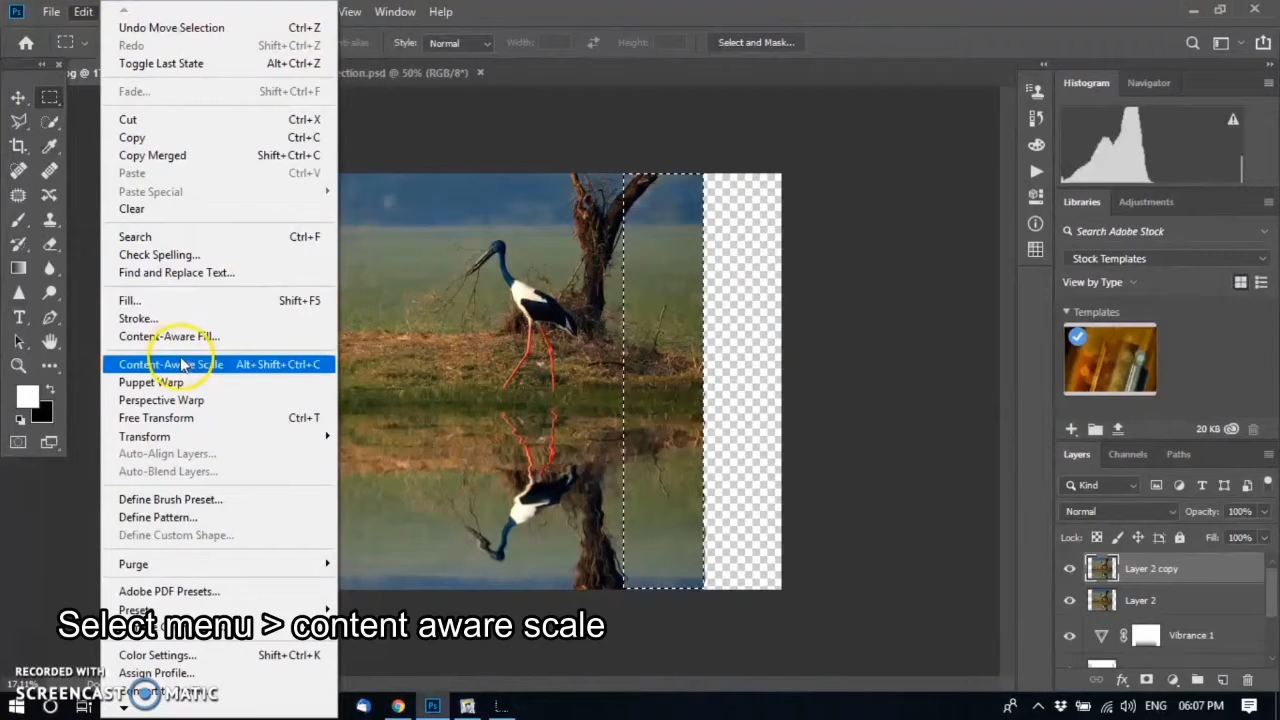 Ps File Edit View Window Help
Undo Move Selection Ctrl+Z
Redo Shift+Ctrl+Z
Toggle Last State Alt+Ctrl+Z
Fade... Shift+Ctrl+F
Cut Ctrl+X
Copy Ctrl+C
Copy Merged Shift+Ctrl+C
Paste Ctrl+V
Paste Special
Clear
Search Ctrl+F
Check Spelling...
Find and Replace Text...
Fill... Shift+F5
Stroke...
Content-Aware Fill...
Content-Aware Scale Alt+Shift+Ctrl+C
Puppet Warp
Perspective Warp
Free Transform Ctrl+T
Transform
Auto-Align Layers...
Auto-Blend Layers...
Define Brush Preset...
Define Pattern...
Define Custom Shape...
Purge
Adobe PDF Presets...
Color Settings... Shift+Ctrl+K
Assign Profile...
Style: Normal Width: Height: Select and Mask...
ction.psd @ 50% (RGB/8*)
Histogram Navigator
Libraries Adjustments
Search Adobe Stock
Stock Templates
View by Type
Templates
20 KB
Layers Channels Paths
Kind
Normal Opacity: 100%
Lock: Fill: 100%
Layer 2 copy
Layer 2
Vibrance 1
Select menu > content aware scale
RECORDED WITH
SCREENCAST MATIC
17.11%
Ps
06:07 PM